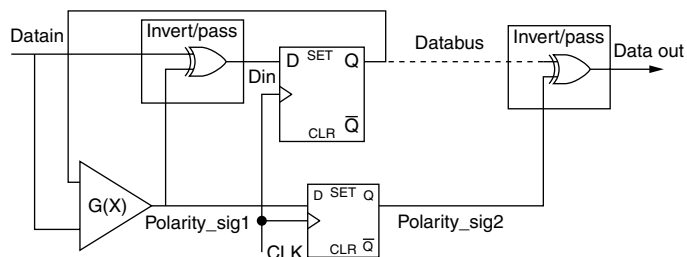 Invert/pass
Datain
D SET Q
Din
CLR Q̅
Databus
Invert/pass
Data out
G(X)
Polarity_sig1
CLK
D SET Q
CLR Q̅
Polarity_sig2